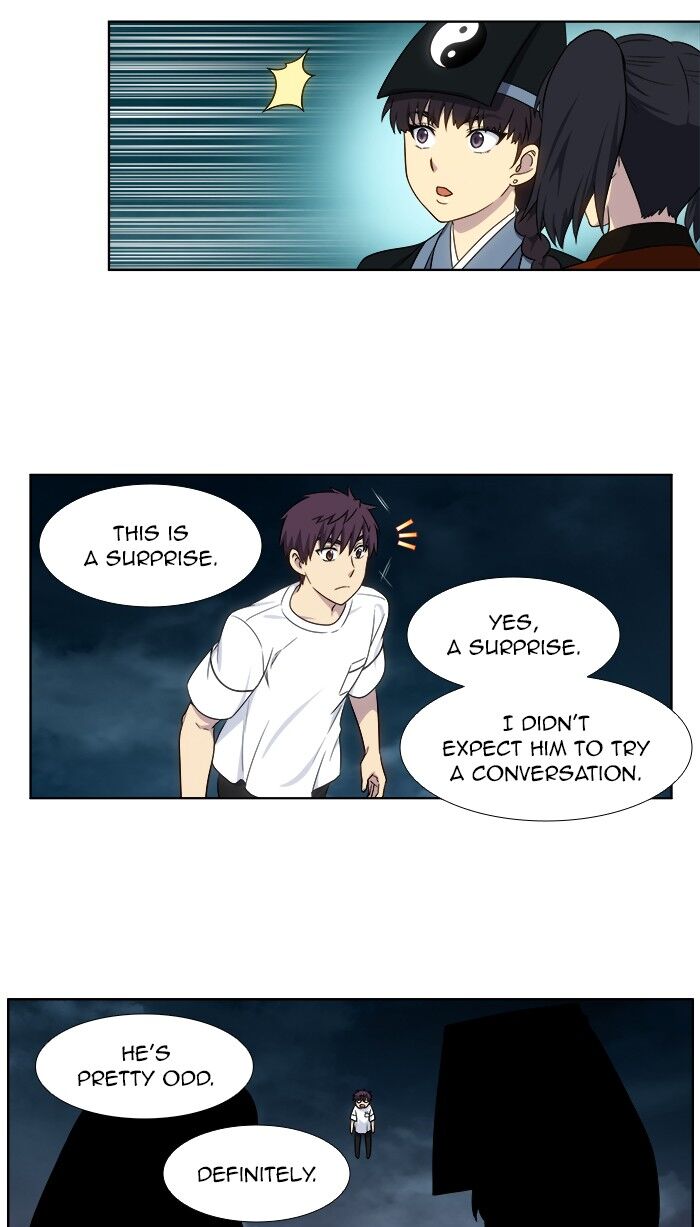 THIS IS
A SURPRISE.
YES,
A SURPRISE.
I DIDN'T
EXPECT HIM TO TRY
A CONVERSATION.
HE'S
PRETTY ODD.
DEFINITELY.